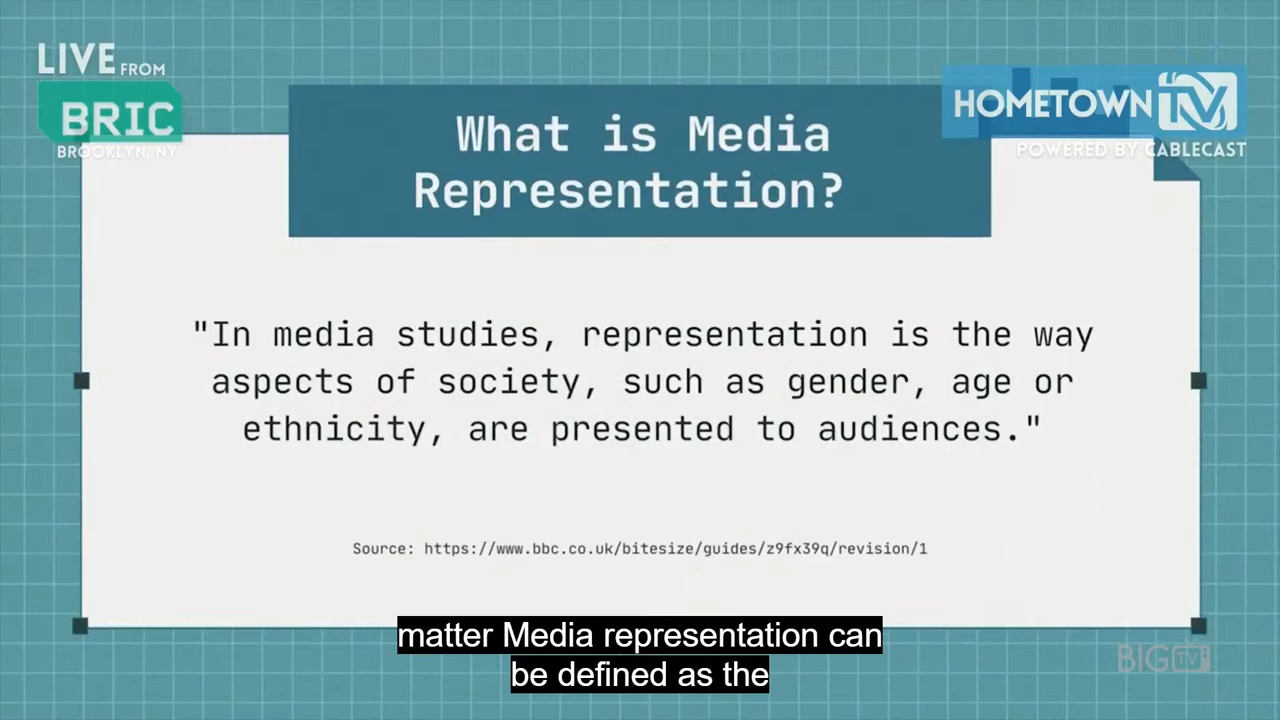 LIVE FROM
BRIC
BROOKLYN, NY
HOMETOWN TV
POWERED BY CABLECAST
What is Media
Representation?
"In media studies, representation is the way
aspects of society, such as gender, age or
ethnicity, are presented to audiences."
Source: https://www.bbc.co.uk/bitesize/guides/z9fx39q/revision/1
matter Media representation can
be defined as the
BIG TV